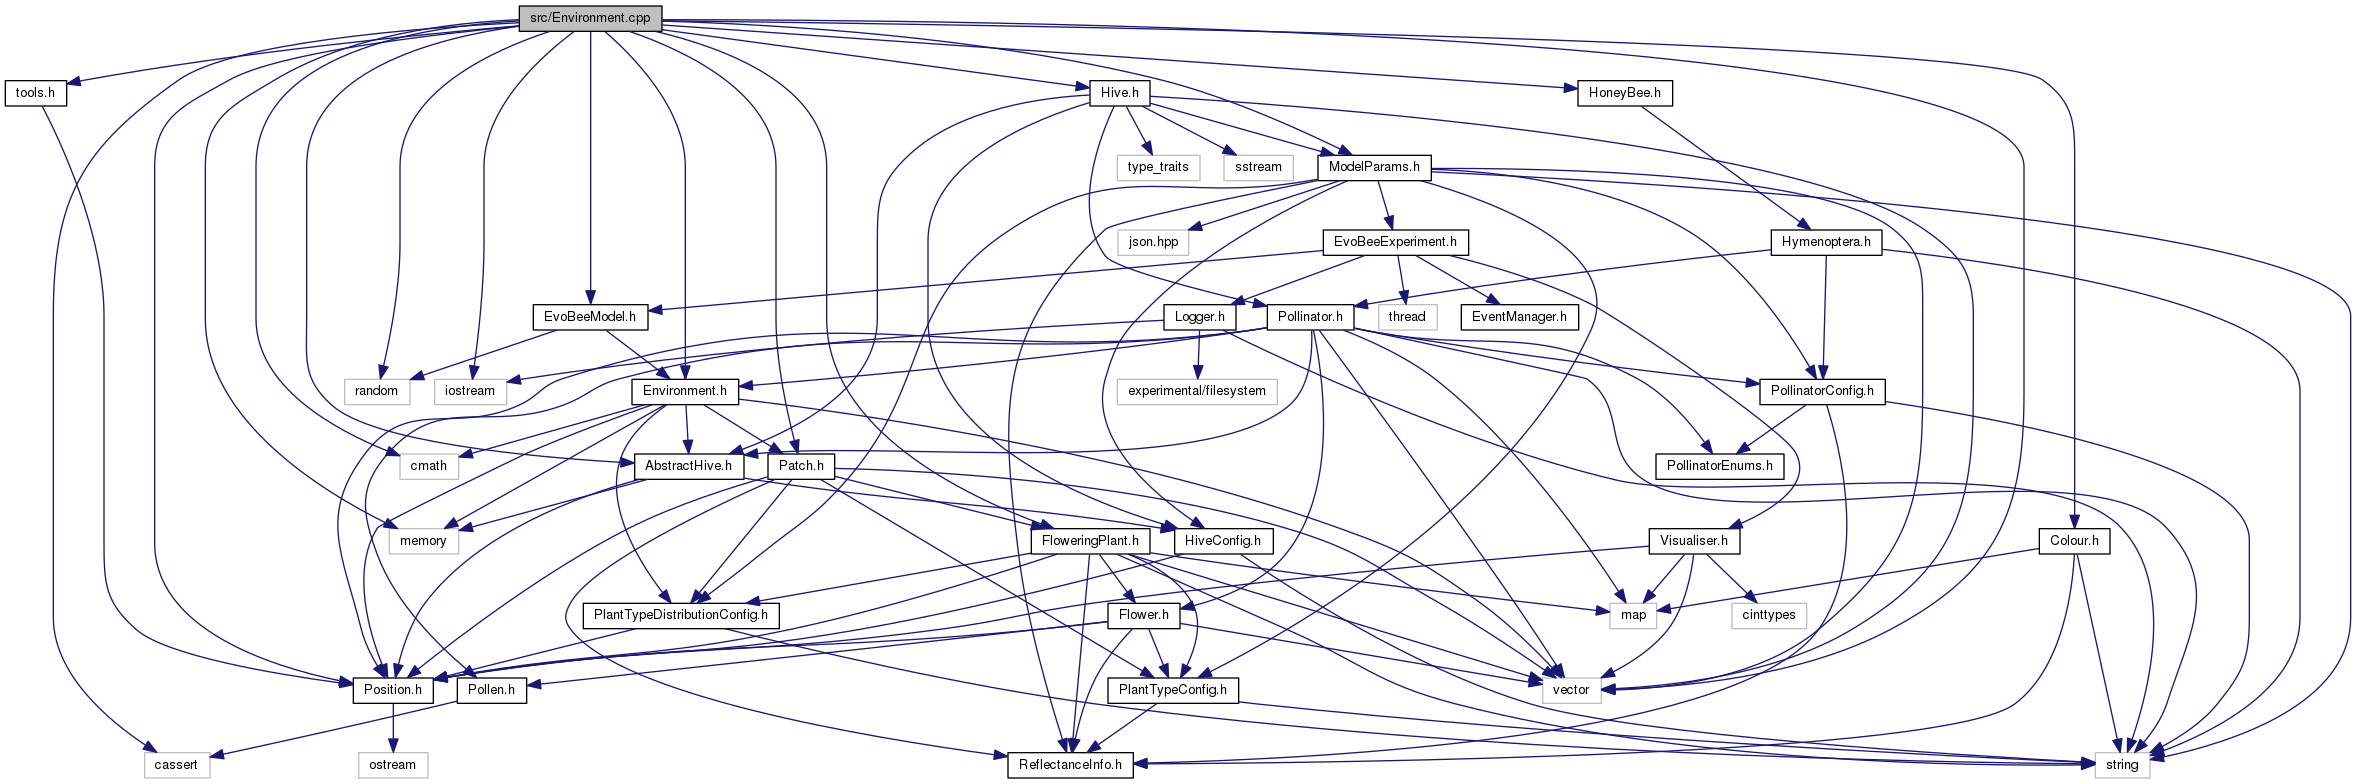 src/Environment.cpp
tools.h
Hive.h
HoneyBee.h
type_traits
sstream
ModelParams.h
json.hpp
EvoBeeExperiment.h
Hymenoptera.h
EvoBeeModel.h
Logger.h
Pollinator.h
thread
EventManager.h
random
iostream
Environment.h
experimental/filesystem
PollinatorConfig.h
cmath
AbstractHive.h
Patch.h
PollinatorEnums.h
memory
FloweringPlant.h
HiveConfig.h
Visualiser.h
Colour.h
PlantTypeDistributionConfig.h
Flower.h
map
cinttypes
Position.h
Pollen.h
PlantTypeConfig.h
vector
cassert
ostream
ReflectanceInfo.h
string